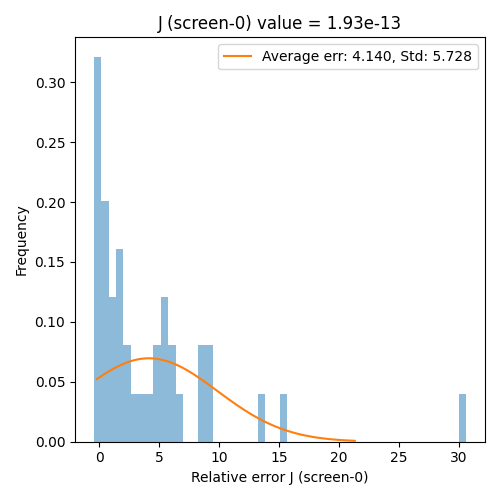 J (screen-0) value = 1.93e-13
Average err: 4.140, Std: 5.728
Frequency
0.30
0.25
0.20
0.15
0.10
0.05
0.00
0 5 10 15 20 25 30
Relative error J (screen-0)